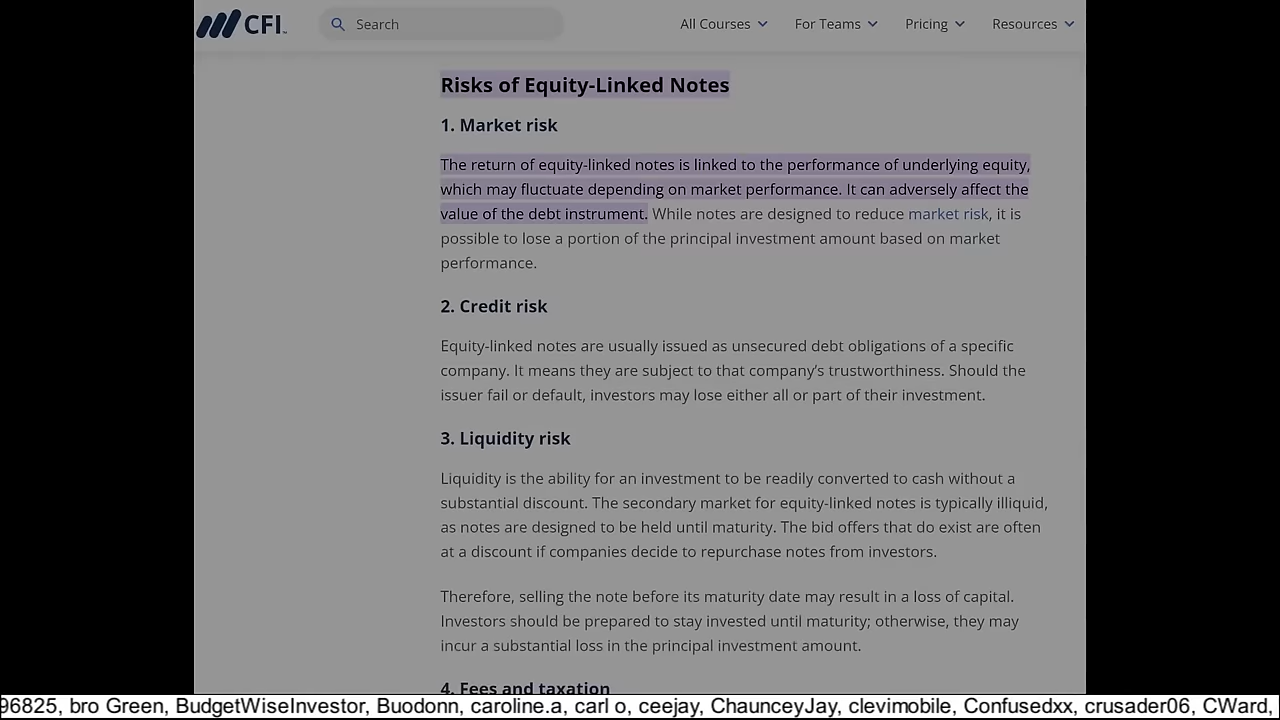 CFI
Search
All Courses
For Teams
Pricing
Resources
Risks of Equity-Linked Notes
1. Market risk
The return of equity-linked notes is linked to the performance of underlying equity,
which may fluctuate depending on market performance. It can adversely affect the
value of the debt instrument. While notes are designed to reduce market risk, it is
possible to lose a portion of the principal investment amount based on market
performance.
2. Credit risk
Equity-linked notes are usually issued as unsecured debt obligations of a specific
company. It means they are subject to that company’s trustworthiness. Should the
issuer fail or default, investors may lose either all or part of their investment.
3. Liquidity risk
Liquidity is the ability for an investment to be readily converted to cash without a
substantial discount. The secondary market for equity-linked notes is typically illiquid,
as notes are designed to be held until maturity. The bid offers that do exist are often
at a discount if companies decide to repurchase notes from investors.
Therefore, selling the note before its maturity date may result in a loss of capital.
Investors should be prepared to stay invested until maturity; otherwise, they may
incur a substantial loss in the principal investment amount.
4. Fees and taxation
96825, bro Green, BudgetWiseInvestor, Buodonn, caroline.a, carl o, ceejay, ChaunceyJay, clevimobile, Confusedxx, crusader06, CWard,